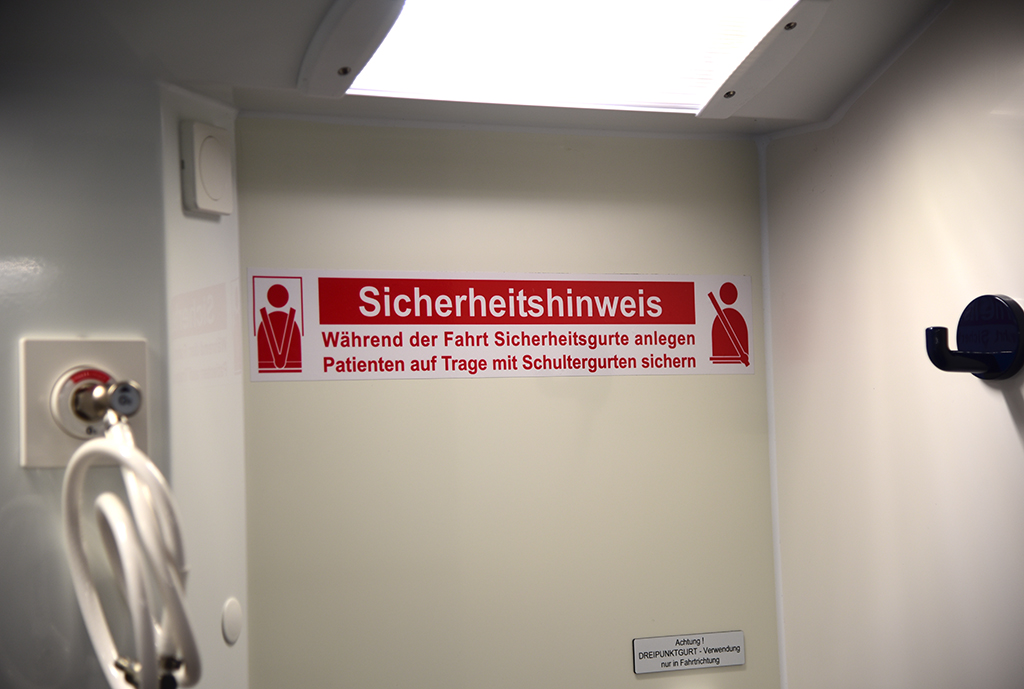 Sicherheitshinweis
Während der Fahrt Sicherheitsgurte anlegen
Patienten auf Trage mit Schultergurten sichern
Achtung !
DREIPUNKTGURT - Verwendung
nur in Fahrtrichtung